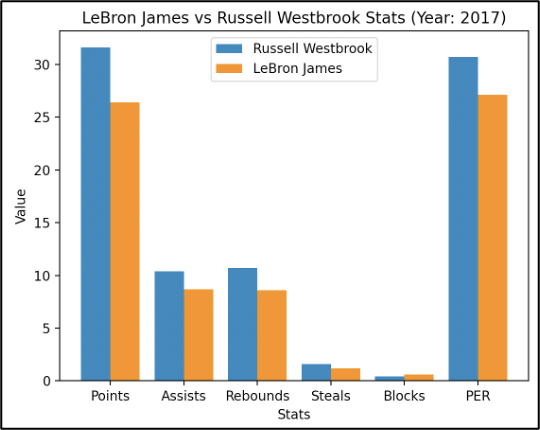 LeBron James vs Russell Westbrook Stats (Year: 2017)
Russell Westbrook
LeBron James
Value
30
25
20
15
10
5
0
Points Assists Rebounds Steals Blocks PER
Stats